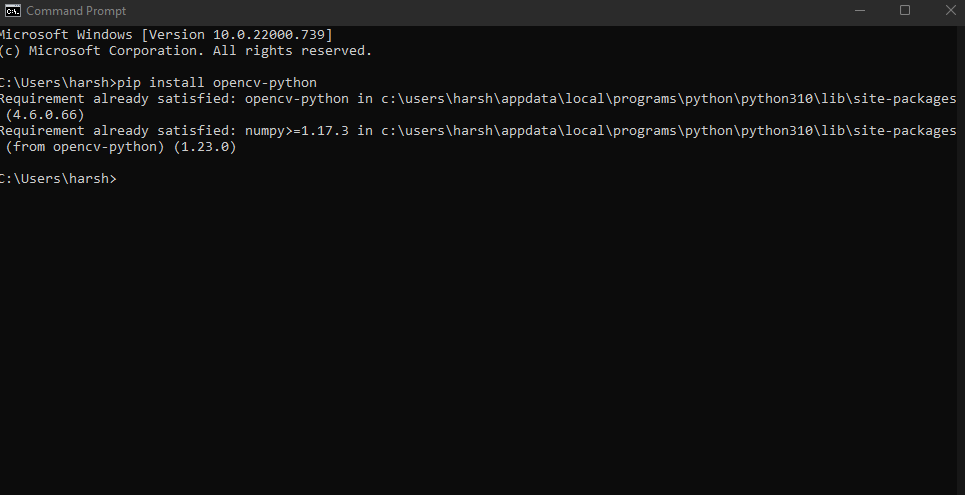 Command Prompt
Microsoft Windows [Version 10.0.22000.739]
(c) Microsoft Corporation. All rights reserved.
C:\Users\harsh>pip install opencv-python
Requirement already satisfied: opencv-python in c:\users\harsh\appdata\local\programs\python\python310\lib\site-packages
(4.6.0.66)
Requirement already satisfied: numpy>=1.17.3 in c:\users\harsh\appdata\local\programs\python\python310\lib\site-packages
(from opencv-python) (1.23.0)
C:\Users\harsh>